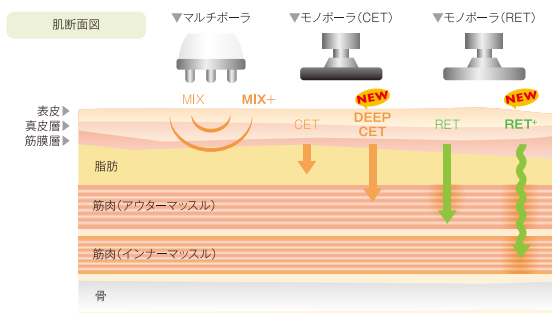 肌断面図
▼マルチポーラ
▼モノポーラ(CET)
▼モノポーラ(RET)
MIX
MIX+
NEW
DEEP
CET
CET
RET
NEW
RET+
表皮▶
真皮層▶
筋膜層▶
脂肪
筋肉(アウターマッスル)
筋肉(インナーマッスル)
骨